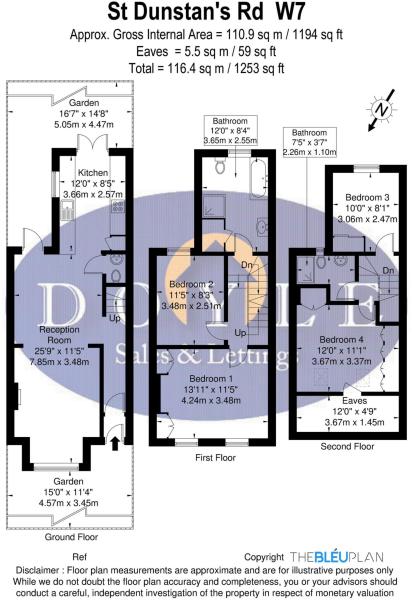 St Dunstan's Rd W7
Approx. Gross Internal Area = 110.9 sq m / 1194 sq ft
Eaves = 5.5 sq m / 59 sq ft
Total = 116.4 sq m / 1253 sq ft
Garden
16'7" x 14'8"
5.05m x 4.47m
Kitchen
12'0" x 8'5"
3.66m x 2.57m
Up
Reception
Room
25'9" x 11'5"
7.85m x 3.48m
Garden
15'0" x 11'4"
4.57m x 3.45m
Ground Floor
Bathroom
12'0" x 8'4"
3.65m x 2.55m
Dn
Bedroom 2
11'5" x 8'3"
3.48m x 2.51m
Up
Bedroom 1
13'11" x 11'5"
4.24m x 3.48m
First Floor
Bathroom
7'5" x 3'7"
2.26m x 1.10m
N
Bedroom 3
10'0" x 8'1"
3.06m x 2.47m
Dn
Bedroom 4
12'0" x 11'1"
3.67m x 3.37m
Eaves
12'0" x 4'9"
3.67m x 1.45m
Second Floor
DOYLE
Sales & Lettings
Ref
Copyright THE BLEU PLAN
Disclaimer : Floor plan measurements are approximate and are for illustrative purposes only
While we do not doubt the floor plan accuracy and completeness, you or your advisors should
conduct a careful, independent investigation of the property in respect of monetary valuation